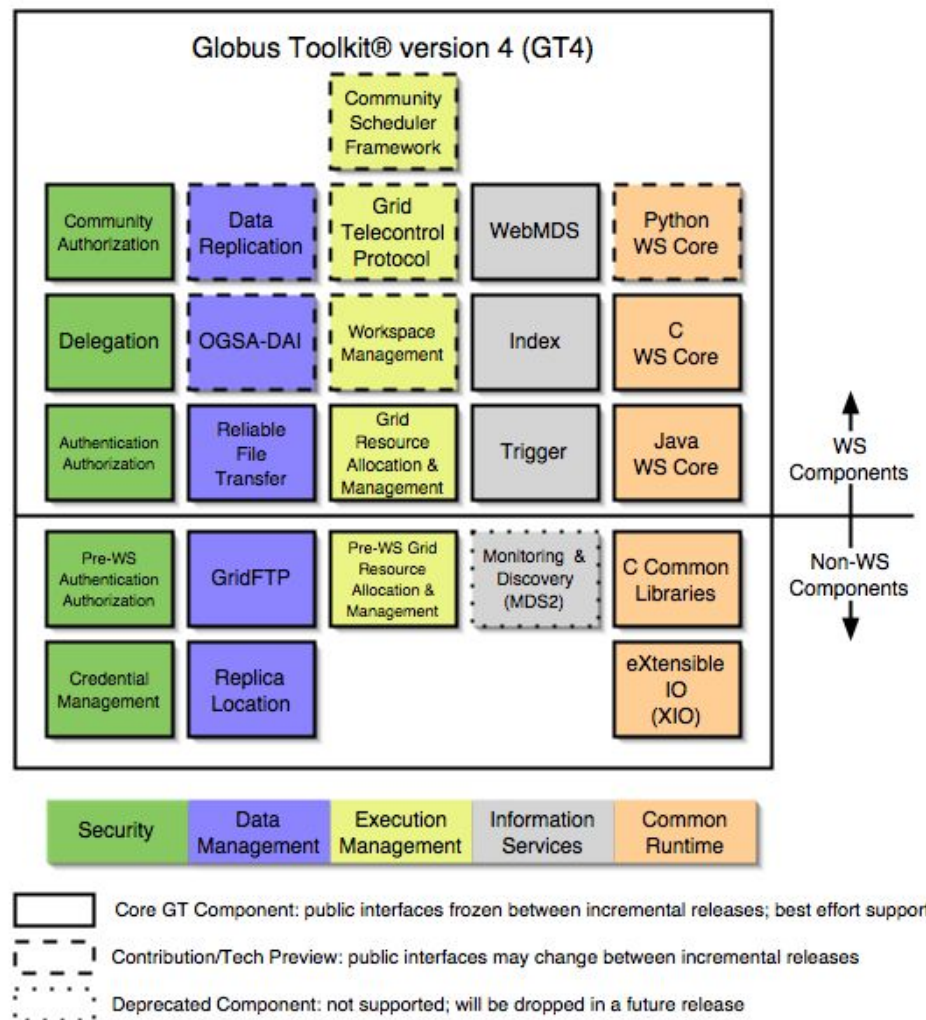 Globus Toolkit® version 4 (GT4)
Community
Scheduler
Framework
Community
Authorization
Data
Replication
Grid
Telecontrol
Protocol
WebMDS
Python
WS Core
Delegation
OGSA-DAI
Workspace
Management
Index
C
WS Core
Authentication
Authorization
Reliable
File
Transfer
Grid
Resource
Allocation &
Management
Trigger
Java
WS Core
WS
Components
Pre-WS
Authentication
Authorization
GridFTP
Pre-WS Grid
Resource
Allocation &
Management
Monitoring &
Discovery
(MDS2)
C Common
Libraries
Non-WS
Components
Credential
Management
Replica
Location
eXtensible
IO
(XIO)
Security
Data
Management
Execution
Management
Information
Services
Common
Runtime
Core GT Component: public interfaces frozen between incremental releases; best effort support
Contribution/Tech Preview: public interfaces may change between incremental releases
Deprecated Component: not supported; will be dropped in a future release